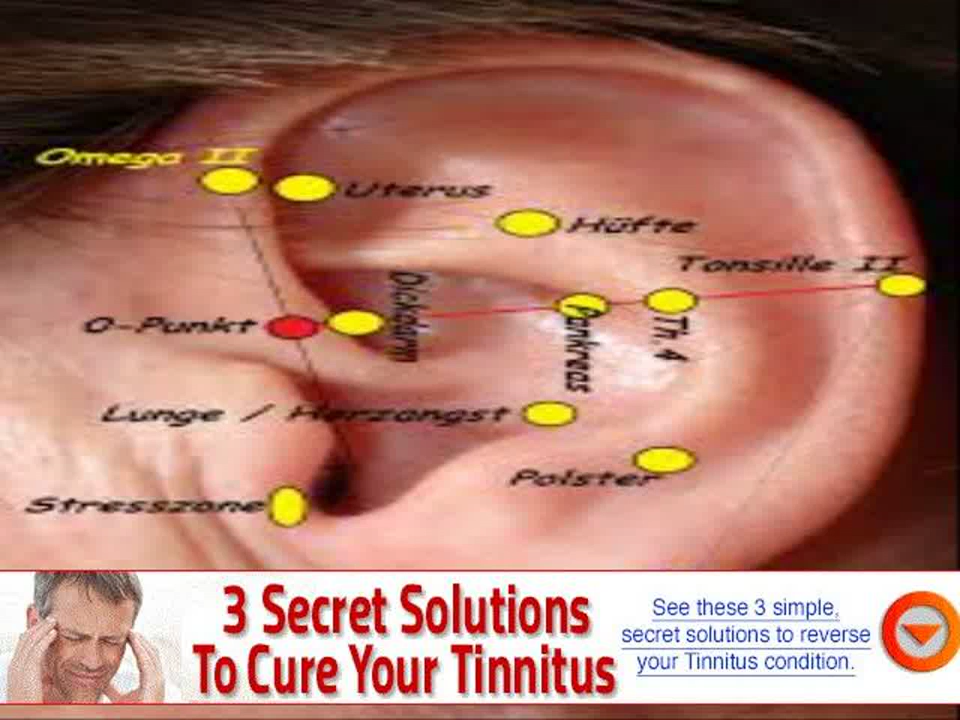 Omega II
Uterus
Hüfte
Tonsille II
O-Punkt
Dickdarm
Pankreas
Th. 4
Lunge / Herzangst
Polster
Stresszone
3 Secret Solutions
To Cure Your Tinnitus
See these 3 simple,
secret solutions to reverse
your Tinnitus condition.